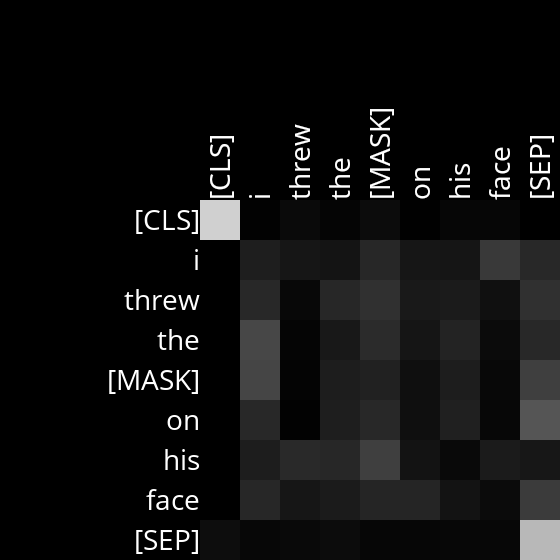 [CLS] i threw the [MASK] on his face [SEP]
[CLS]
i
threw
the
[MASK]
on
his
face
[SEP]